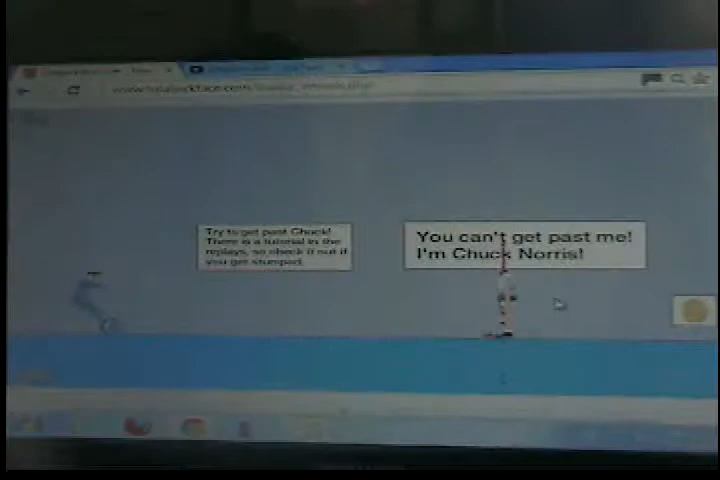 Try to get past Chuck!
There is a tutorial in the
replays, so check it out if
you get stumped.
You can't get past me!
I'm Chuck Norris!